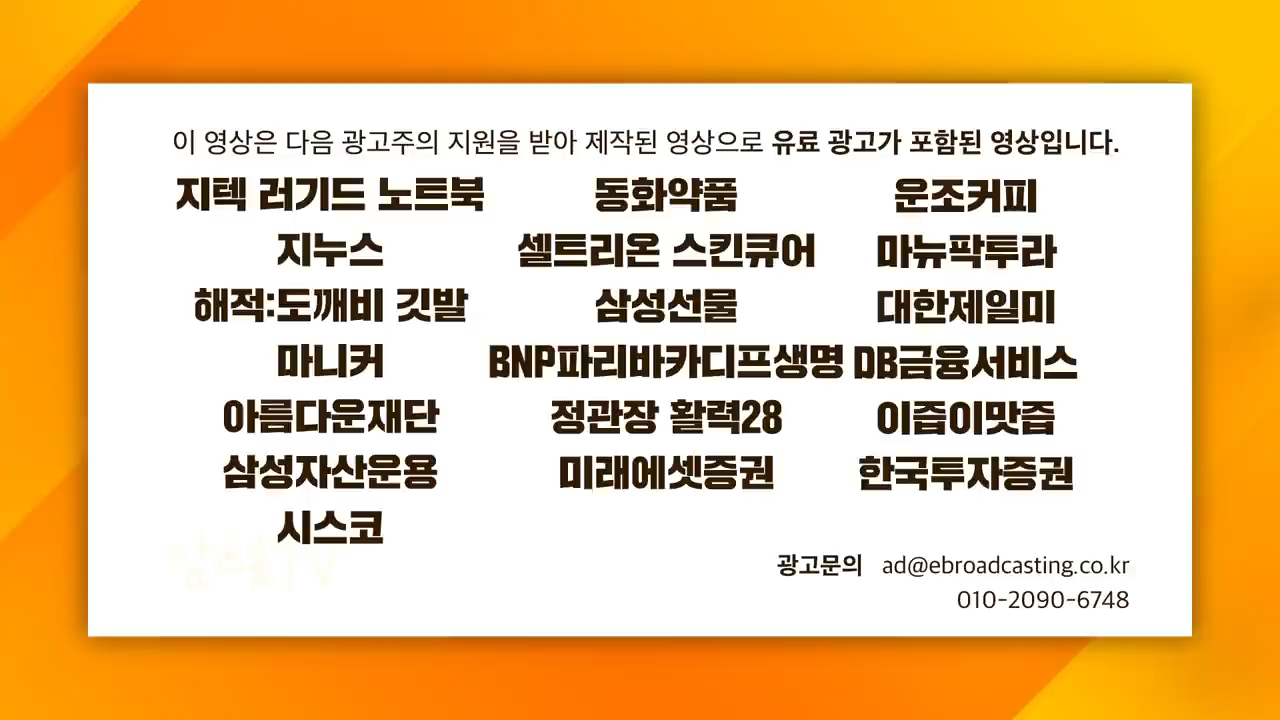 이 영상은 다음 광고주의 지원을 받아 제작된 영상으로 유료 광고가 포함된 영상입니다.
지텍 러기드 노트북 동화약품 운조커피
지누스 셀트리온 스킨큐어 마뉴팍투라
해적:도깨비 깃발 삼성선물 대한제일미
마니커 BNP파리바카디프생명 DB금융서비스
아름다운재단 정관장 활력28 이즙이맛즙
삼성자산운용 미래에셋증권 한국투자증권
시스코
광고문의 ad@ebroadcasting.co.kr
010-2090-6748